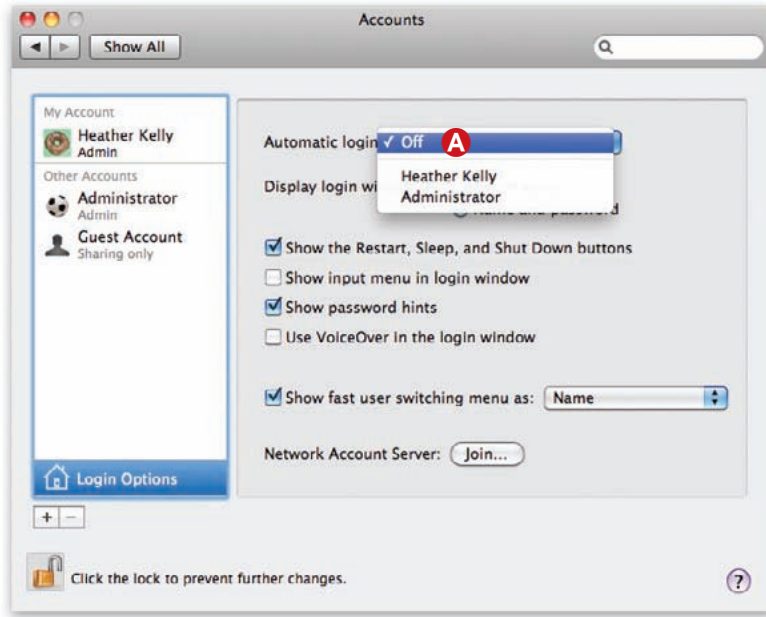 Accounts
Show All
My Account
Heather Kelly
Admin
Other Accounts
Administrator
Admin
Guest Account
Sharing only
Login Options
Automatic login
✓ Off A
Heather Kelly
Administrator
Display login wi
Name and password
Show the Restart, Sleep, and Shut Down buttons
Show input menu in login window
Show password hints
Use VoiceOver in the login window
Show fast user switching menu as: Name
Network Account Server: Join...
+ −
Click the lock to prevent further changes.
?